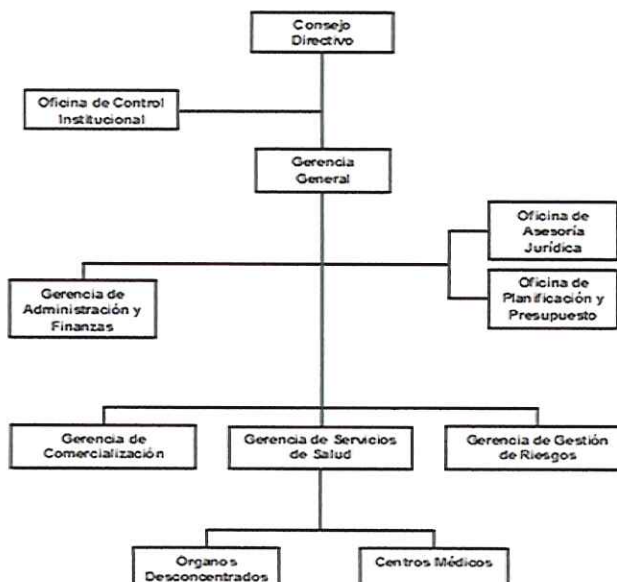 Consejo
Directivo
Oficina de Control
Institucional
Gerencia
General
Oficina de
Asesoría
Jurídica
Gerencia de
Administración y
Finanzas
Oficina de
Planificación y
Presupuesto
Gerencia de
Comercialización
Gerencia de Servicios
de Salud
Gerencia de Gestión
de Riesgos
Órganos
Desconcentrados
Centros Médicos